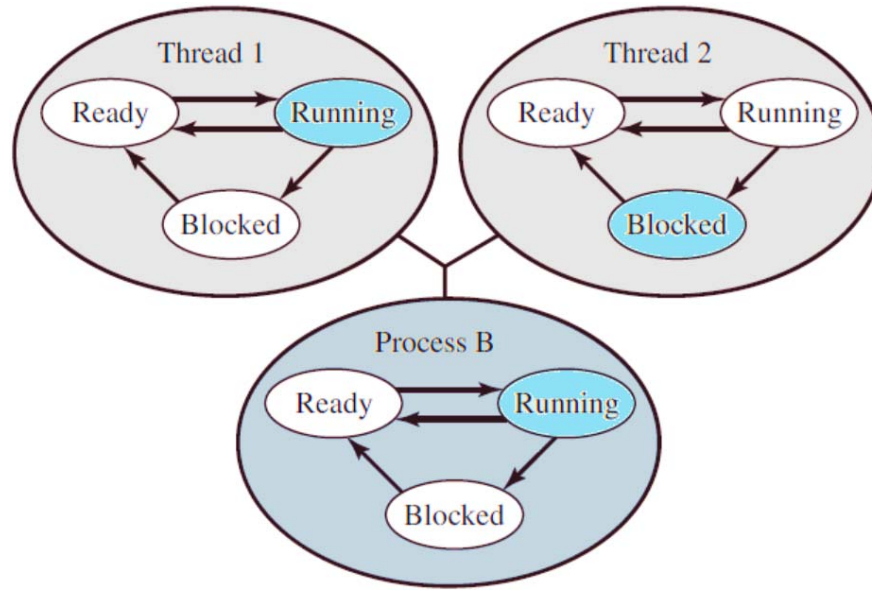 Thread 1
Thread 2
Ready
Running
Ready
Running
Blocked
Blocked
Process B
Ready
Running
Blocked